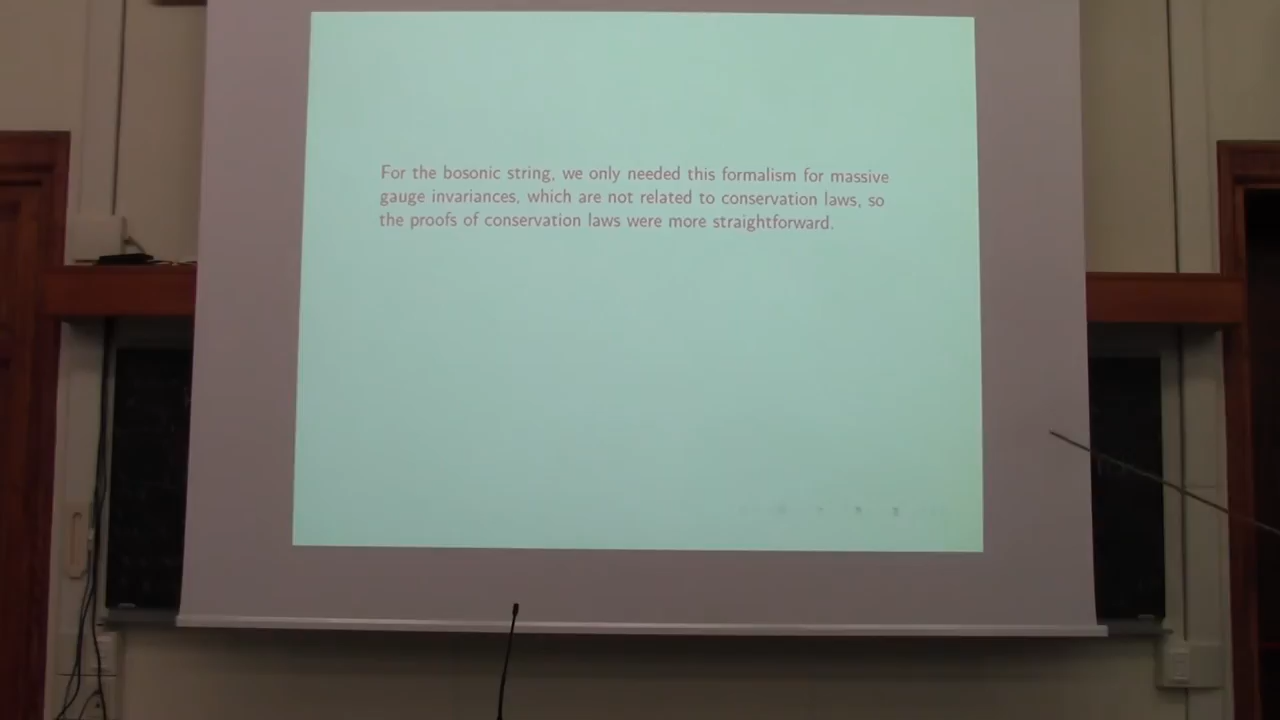 For the bosonic string, we only needed this formalism for massive
gauge invariances, which are not related to conservation laws, so
the proofs of conservation laws were more straightforward.